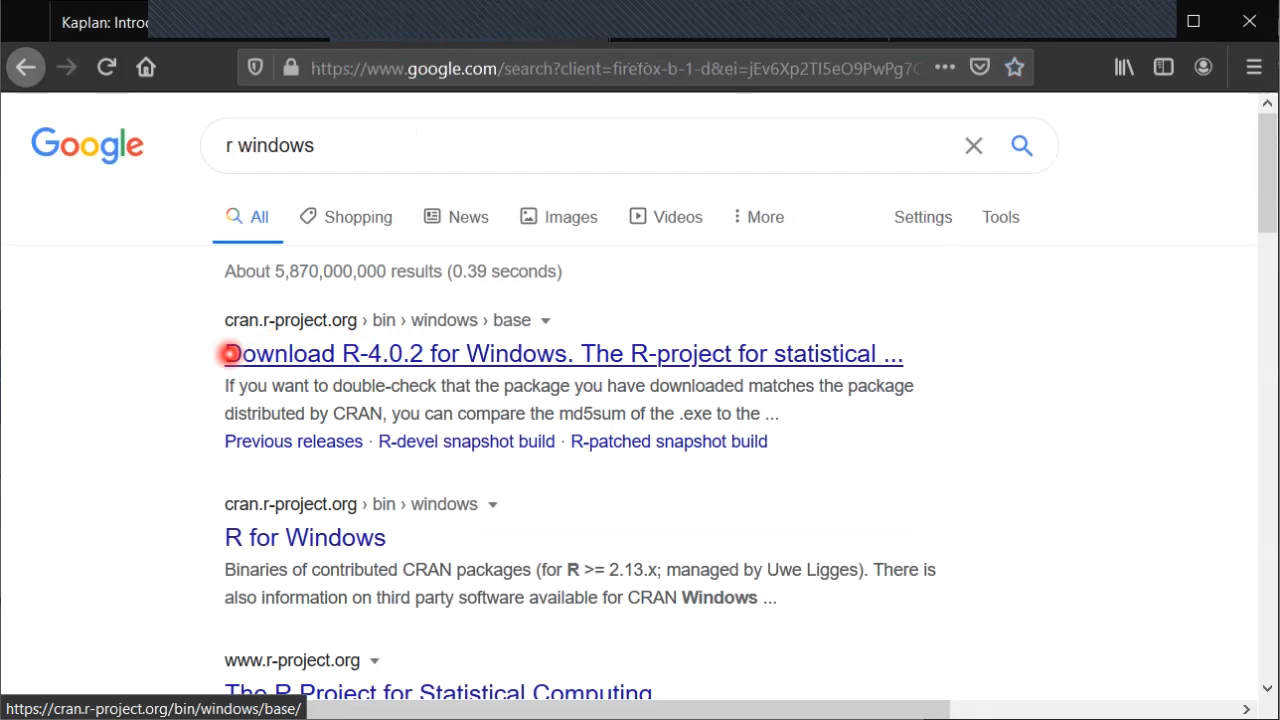 Kaplan: Introd
https://www.google.com/search?client=firefox-b-1-d&ei=jEv6Xp2TI5eO9PwPg7C
Google
r windows
All
Shopping
News
Images
Videos
More
Settings
Tools
About 5,870,000,000 results (0.39 seconds)
cran.r-project.org › bin › windows › base
Download R-4.0.2 for Windows. The R-project for statistical ...
If you want to double-check that the package you have downloaded matches the package
distributed by CRAN, you can compare the md5sum of the .exe to the ...
Previous releases · R-devel snapshot build · R-patched snapshot build
cran.r-project.org › bin › windows
R for Windows
Binaries of contributed CRAN packages (for R >= 2.13.x; managed by Uwe Ligges). There is
also information on third party software available for CRAN Windows ...
www.r-project.org
The R Project for Statistical Computing
https://cran.r-project.org/bin/windows/base/